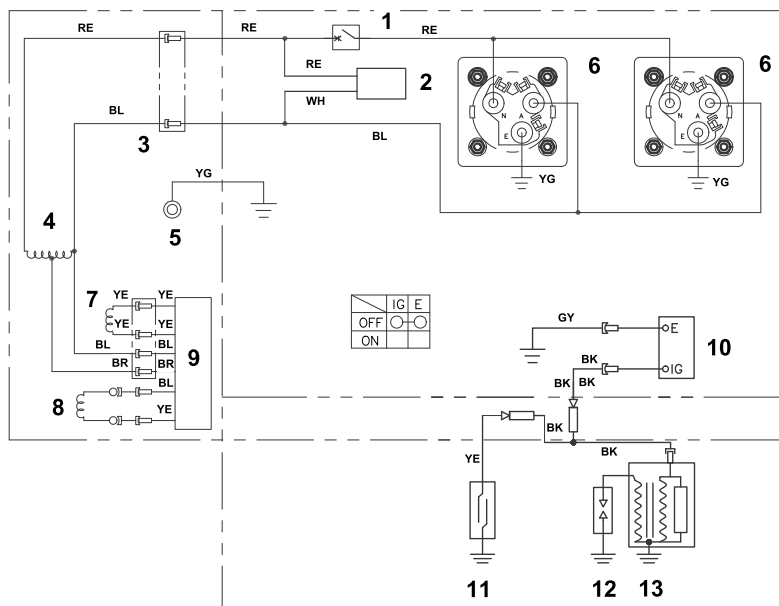 1
RE RE RE
6 6
RE
2
WH
BL
3
BL
N A E
N A E
YG YG
YG
5
4
7
YE YE
YE YE
BL BL
BR BR
9
BL
YE
8
IG E
OFF
ON
GY
E
10
BK
IG
BK BK
BK
YE
BK
11 12 13